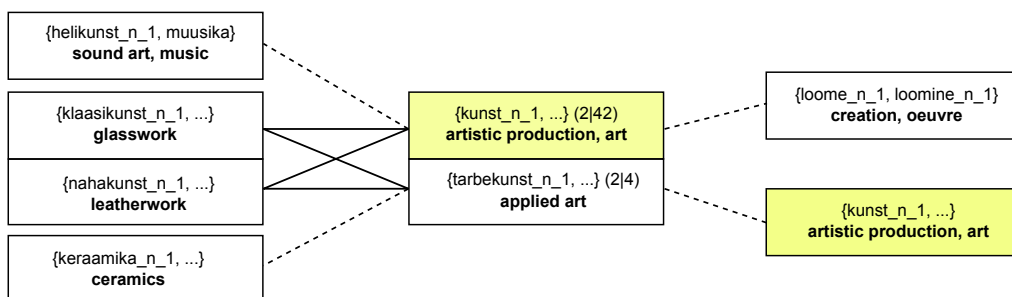 {helikunst_n_1, muusika}
sound art, music
{klaasikunst_n_1, ...}
glasswork
{nahakunst_n_1, ...}
leatherwork
{keraamika_n_1, ...}
ceramics
{kunst_n_1, ...} (2|42)
artistic production, art
{tarbekunst_n_1, ...} (2|4)
applied art
{loome_n_1, loomine_n_1}
creation, oeuvre
{kunst_n_1, ...}
artistic production, art